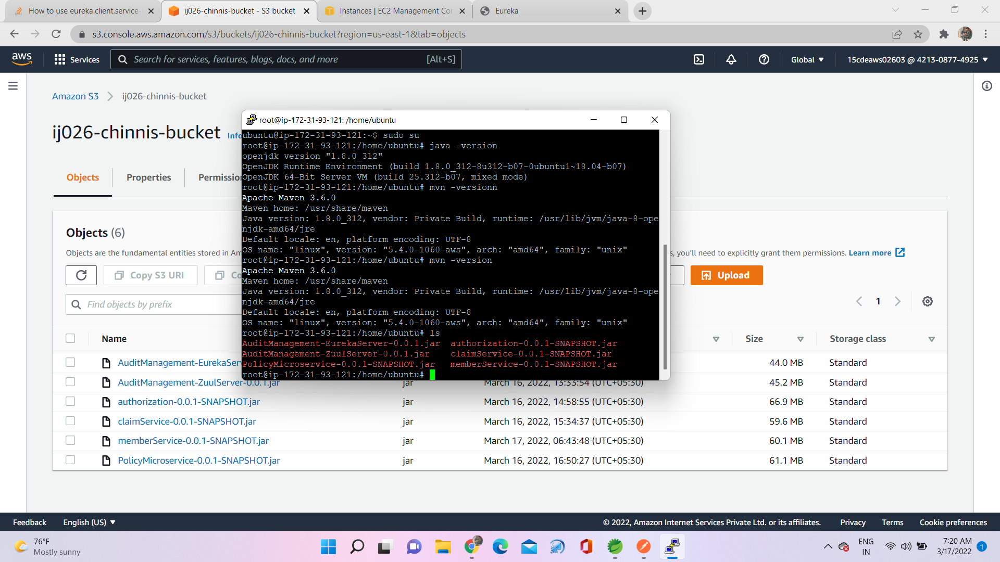 How to use eureka.client.service-
ij026-chinnis-bucket - S3 bucket
Instances | EC2 Management Con
Eureka
s3.console.aws.amazon.com/s3/buckets/ij026-chinnis-bucket?region=us-east-1&tab=objects
aws
Services
Search for services, features, blogs, docs, and more
[Alt+S]
Global
15cdeaws02603 @ 4213-0877-4925
Amazon S3
ij026-chinnis-bucket
ij026-chinnis-bucket
Info
Objects
Properties
root@ip-172-31-93-121: /home/ubuntu
ubuntu@ip-172-31-93-121:~$ sudo su
root@ip-172-31-93-121:/home/ubuntu# java -version
openjdk version "1.8.0_312"
OpenJDK Runtime Environment (build 1.8.0_312-8u312-b07-0ubuntu1~18.04-b07)
OpenJDK 64-Bit Server VM (build 25.312-b07, mixed mode)
root@ip-172-31-93-121:/home/ubuntu# mvn -versionn
Apache Maven 3.6.0
Maven home: /usr/share/maven
Java version: 1.8.0_312, vendor: Private Build, runtime: /usr/lib/jvm/java-8-ope
njdk-amd64/jre
Default locale: en, platform encoding: UTF-8
OS name: "linux", version: "5.4.0-1060-aws", arch: "amd64", family: "unix"
root@ip-172-31-93-121:/home/ubuntu# mvn -version
Apache Maven 3.6.0
Maven home: /usr/share/maven
Java version: 1.8.0_312, vendor: Private Build, runtime: /usr/lib/jvm/java-8-ope
njdk-amd64/jre
Default locale: en, platform encoding: UTF-8
OS name: "linux", version: "5.4.0-1060-aws", arch: "amd64", family: "unix"
root@ip-172-31-93-121:/home/ubuntu# ls
AuditManagement-EurekaServer-0.0.1.jar authorization-0.0.1-SNAPSHOT.jar
AuditManagement-ZuulServer-0.0.1.jar claimService-0.0.1-SNAPSHOT.jar
PolicyMicroservice-0.0.1-SNAPSHOT.jar memberService-0.0.1-SNAPSHOT.jar
root@ip-172-31-93-121:/home/ubuntu#
Objects (6)
Objects are the fundamental entities stored in
s, you'll need to explicitly grant them permissions. Learn more
Copy S3 URI
Upload
Find objects by prefix
1
Name
Size
Storage class
AuditManagement-EurekaSer
44.0 MB
Standard
AuditManagement-ZuulServer-0.0.1.jar
jar
March 16, 2022, 13:33:54 (UTC+05:30)
45.2 MB
Standard
authorization-0.0.1-SNAPSHOT.jar
jar
March 16, 2022, 14:58:55 (UTC+05:30)
66.9 MB
Standard
claimService-0.0.1-SNAPSHOT.jar
jar
March 16, 2022, 15:34:37 (UTC+05:30)
59.6 MB
Standard
memberService-0.0.1-SNAPSHOT.jar
jar
March 17, 2022, 06:43:48 (UTC+05:30)
60.1 MB
Standard
PolicyMicroservice-0.0.1-SNAPSHOT.jar
jar
March 16, 2022, 16:50:27 (UTC+05:30)
61.1 MB
Standard
Feedback
English (US)
© 2022, Amazon Internet Services Private Ltd. or its affiliates.
Privacy
Terms
Cookie preferences
76°F
Mostly sunny
ENG
IN
7:20 AM
3/17/2022
1